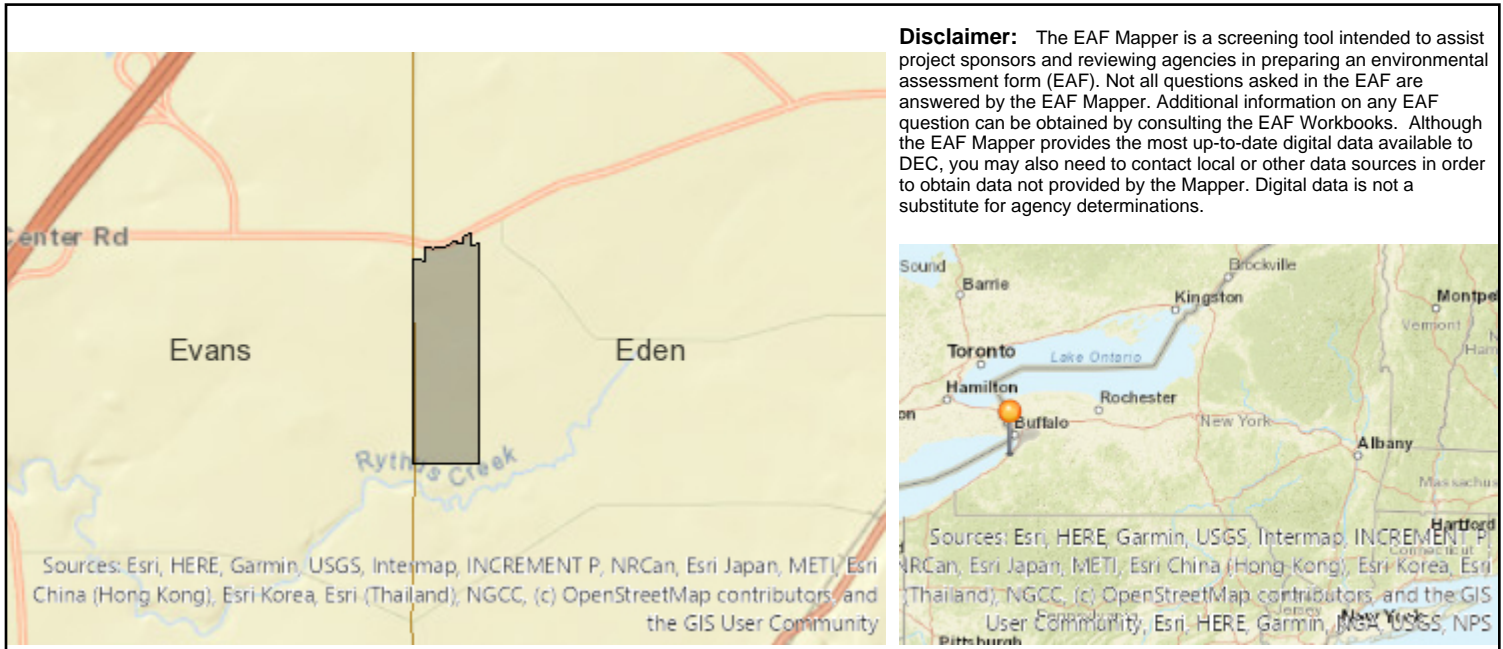 Disclaimer: The EAF Mapper is a screening tool intended to assist
project sponsors and reviewing agencies in preparing an environmental
assessment form (EAF). Not all questions asked in the EAF are
answered by the EAF Mapper. Additional information on any EAF
question can be obtained by consulting the EAF Workbooks. Although
the EAF Mapper provides the most up-to-date digital data available to
DEC, you may also need to contact local or other data sources in order
to obtain data not provided by the Mapper. Digital data is not a
substitute for agency determinations.
Center Rd
Evans
Eden
Rythus Creek
Sources: Esri, HERE, Garmin, USGS, Intermap, INCREMENT P, NRCan, Esri Japan, METI, Esri
China (Hong Kong), Esri Korea, Esri (Thailand), NGCC, (c) OpenStreetMap contributors, and
the GIS User Community
Sound
Barrie
Brockville
Kingston
Montpe
Vermont
Toronto
Lake Ontario
Hamilton
Rochester
Buffalo
New York
Albany
Massachus
Hartford
Connecticut
Sources: Esri, HERE, Garmin, USGS, Intermap, INCREMENT P,
NRCan, Esri Japan, METI, Esri China (Hong Kong), Esri Korea, Esri
(Thailand), NGCC, (c) OpenStreetMap contributors, and the GIS
Pennsylvania
Jersey
New York
User Community, Esri, HERE, Garmin, NGA, USGS, NPS
Pittsburgh